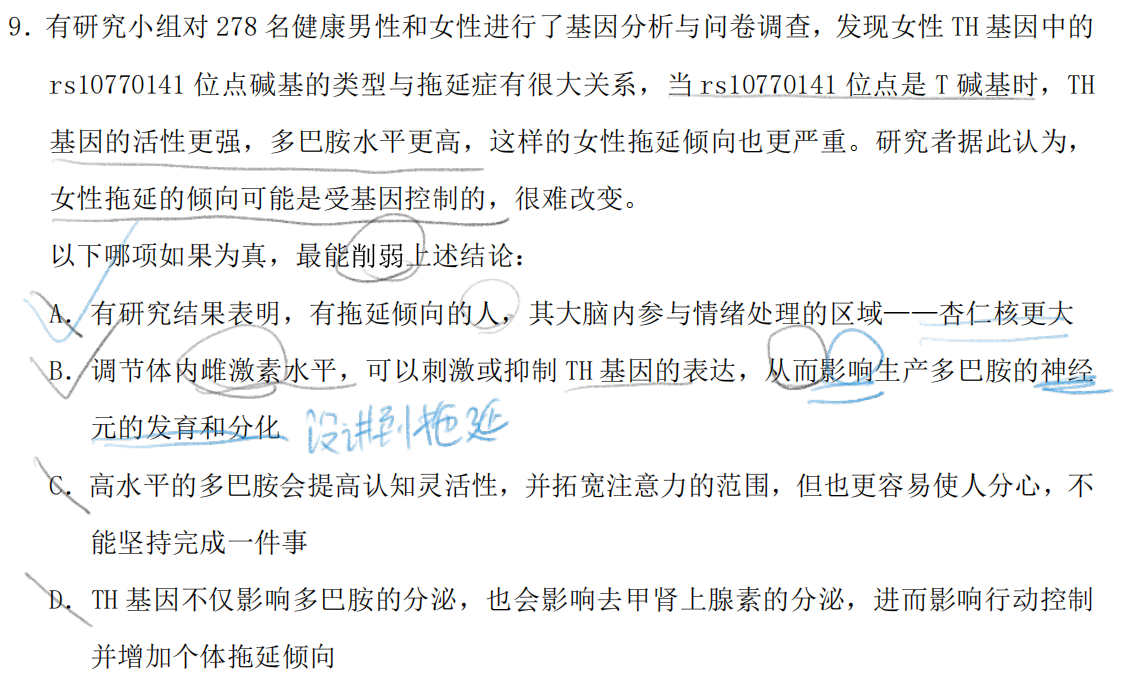 9. 有研究小组对 278 名健康男性和女性进行了基因分析与问卷调查，发现女性 TH 基因中的
rs10770141 位点碱基的类型与拖延症有很大关系，当 rs10770141 位点是 T 碱基时，TH
基因的活性更强，多巴胺水平更高，这样的女性拖延倾向也更严重。研究者据此认为，
女性拖延的倾向可能是受基因控制的，很难改变。
以下哪项如果为真，最能削弱上述结论：
A. 有研究结果表明，有拖延倾向的人，其大脑内参与情绪处理的区域——杏仁核更大
B. 调节体内雌激素水平，可以刺激或抑制 TH 基因的表达，从而影响生产多巴胺的神经
元的发育和分化 没讲到拖延
C. 高水平的多巴胺会提高认知灵活性，并拓宽注意力的范围，但也更容易使人分心，不
能坚持完成一件事
D. TH 基因不仅影响多巴胺的分泌，也会影响去甲肾上腺素的分泌，进而影响行动控制
并增加个体拖延倾向